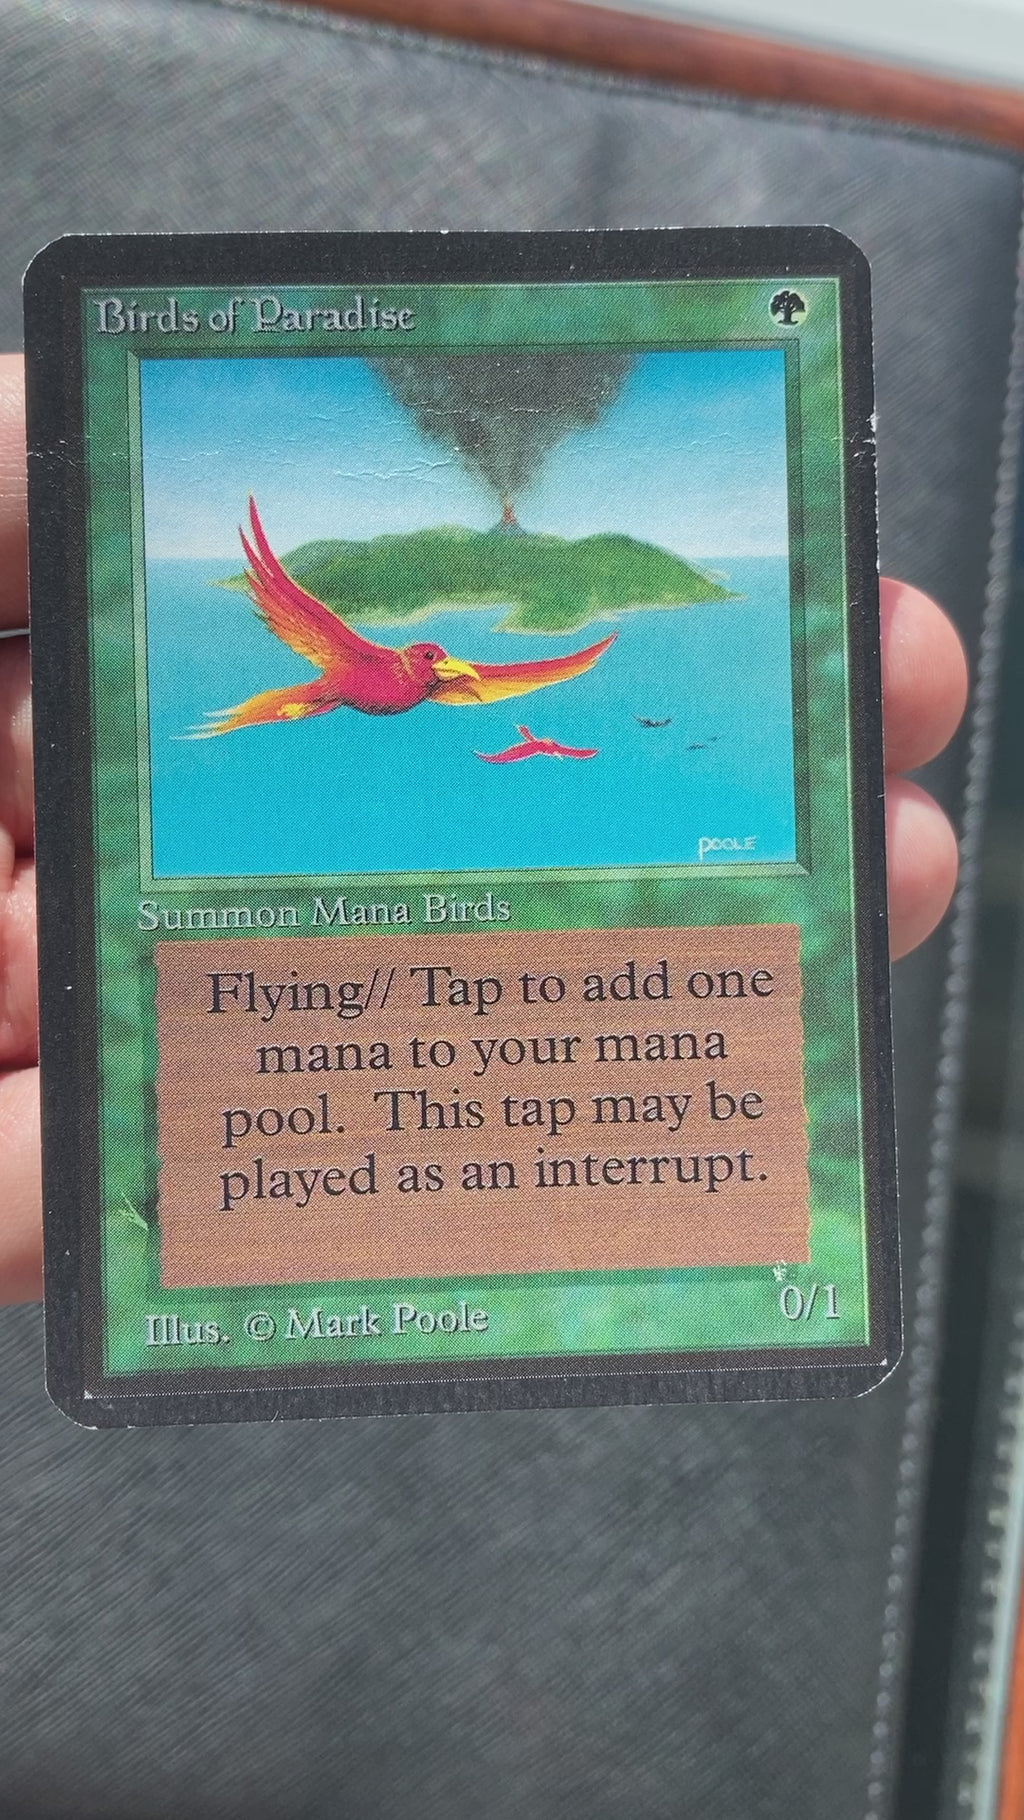 Birds of Paradise
POOLE
Summon Mana Birds
Flying// Tap to add one
mana to your mana
pool. This tap may be
played as an interrupt.
Illus. © Mark Poole
0/1